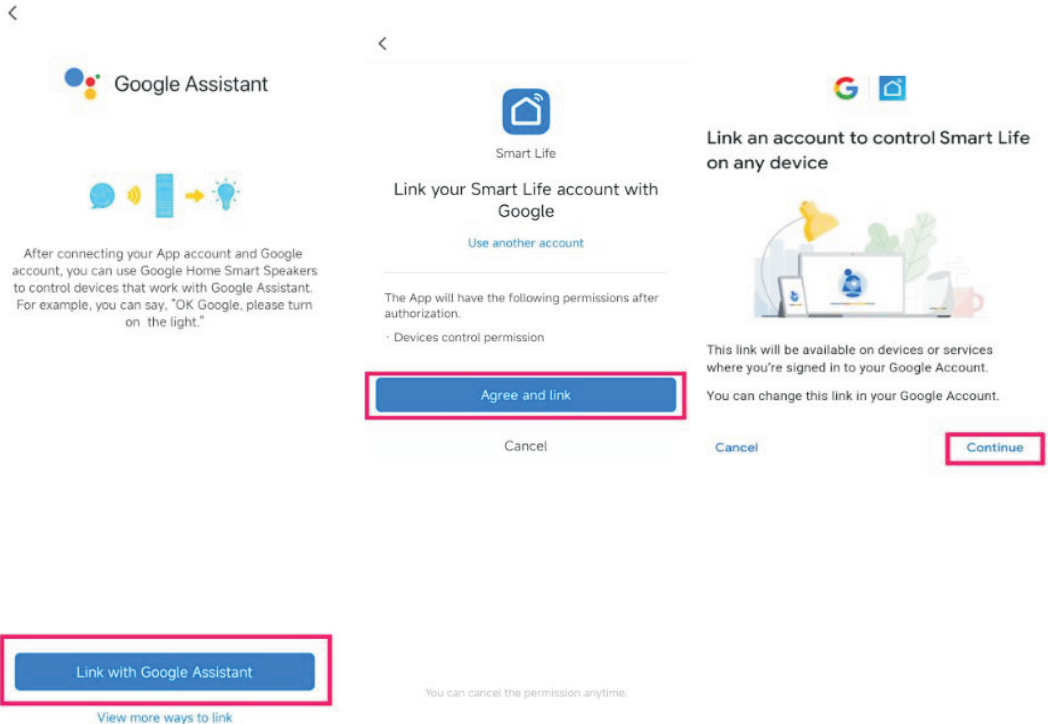 Google Assistant
After connecting your App account and Google
account, you can use Google Home Smart Speakers
to control devices that work with Google Assistant.
For example, you can say, "OK Google, please turn
on the light."
Link with Google Assistant
View more ways to link
Smart Life
Link your Smart Life account with
Google
Use another account
The App will have the following permissions after
authorization.
· Devices control permission
Agree and link
Cancel
You can cancel the permission anytime.
G
Link an account to control Smart Life
on any device
This link will be available on devices or services
where you're signed in to your Google Account.
You can change this link in your Google Account.
Cancel
Continue